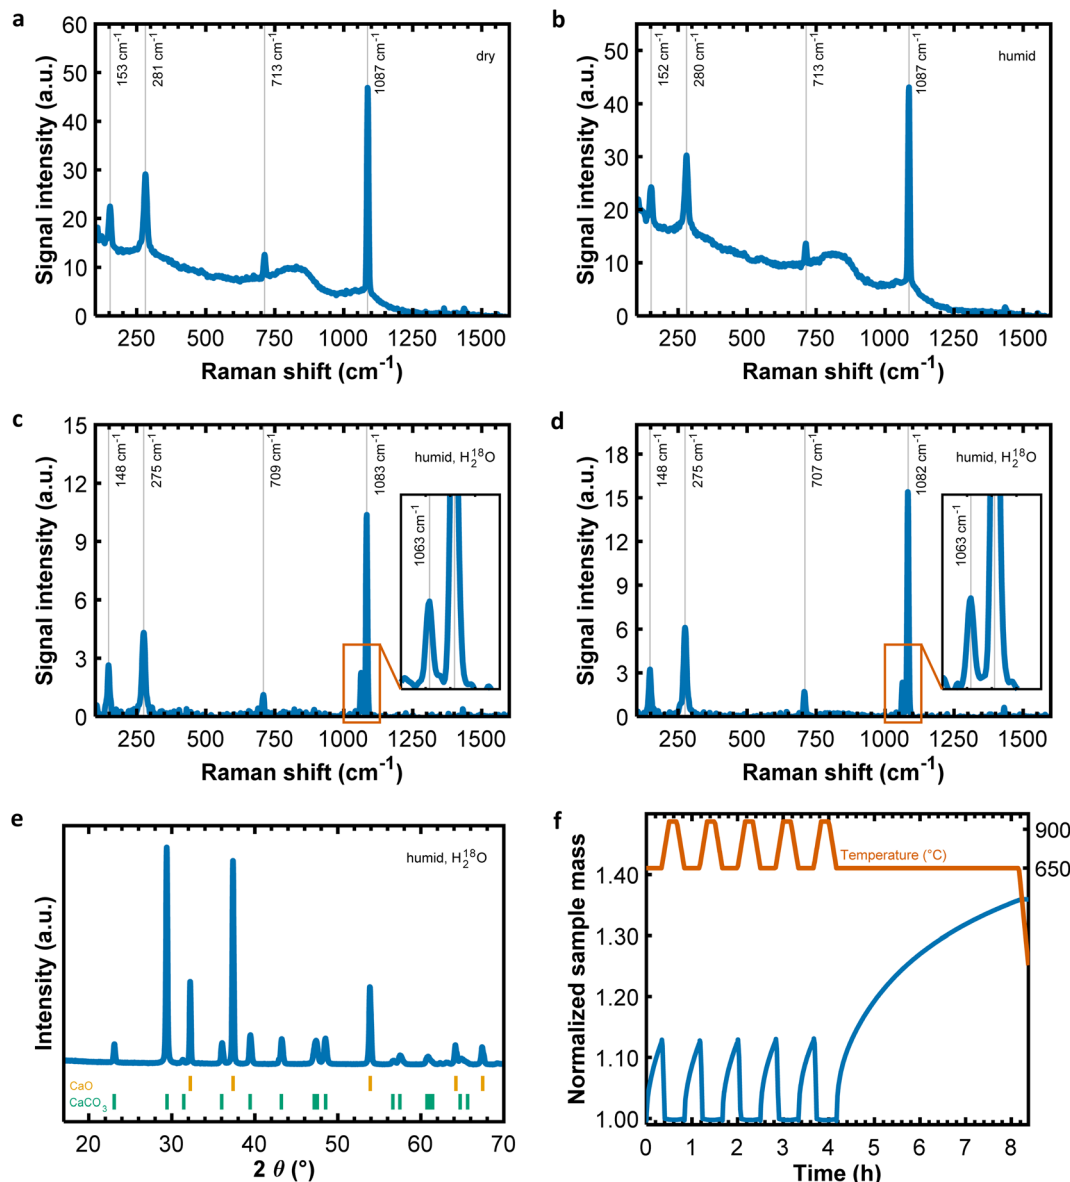 a
60
50
40
30
20
10
0
Signal intensity (a.u.)
153 cm⁻¹
281 cm⁻¹
713 cm⁻¹
1087 cm⁻¹
dry
250 500 750 1000 1250 1500
Raman shift (cm⁻¹)
b
50
40
30
20
10
0
Signal intensity (a.u.)
152 cm⁻¹
280 cm⁻¹
713 cm⁻¹
1087 cm⁻¹
humid
250 500 750 1000 1250 1500
Raman shift (cm⁻¹)
c
15
12
9
6
3
0
Signal intensity (a.u.)
148 cm⁻¹
275 cm⁻¹
709 cm⁻¹
1083 cm⁻¹
humid, H₂¹⁸O
1063 cm⁻¹
250 500 750 1000 1250 1500
Raman shift (cm⁻¹)
d
18
15
12
9
6
3
0
Signal intensity (a.u.)
148 cm⁻¹
275 cm⁻¹
707 cm⁻¹
1082 cm⁻¹
humid, H₂¹⁸O
1063 cm⁻¹
250 500 750 1000 1250 1500
Raman shift (cm⁻¹)
e
Intensity (a.u.)
humid, H₂¹⁸O
CaO
CaCO₃
20 30 40 50 60 70
2 θ (°)
f
1.40
1.30
1.20
1.10
1.00
Normalized sample mass
Temperature (°C)
900
650
0 1 2 3 4 5 6 7 8
Time (h)